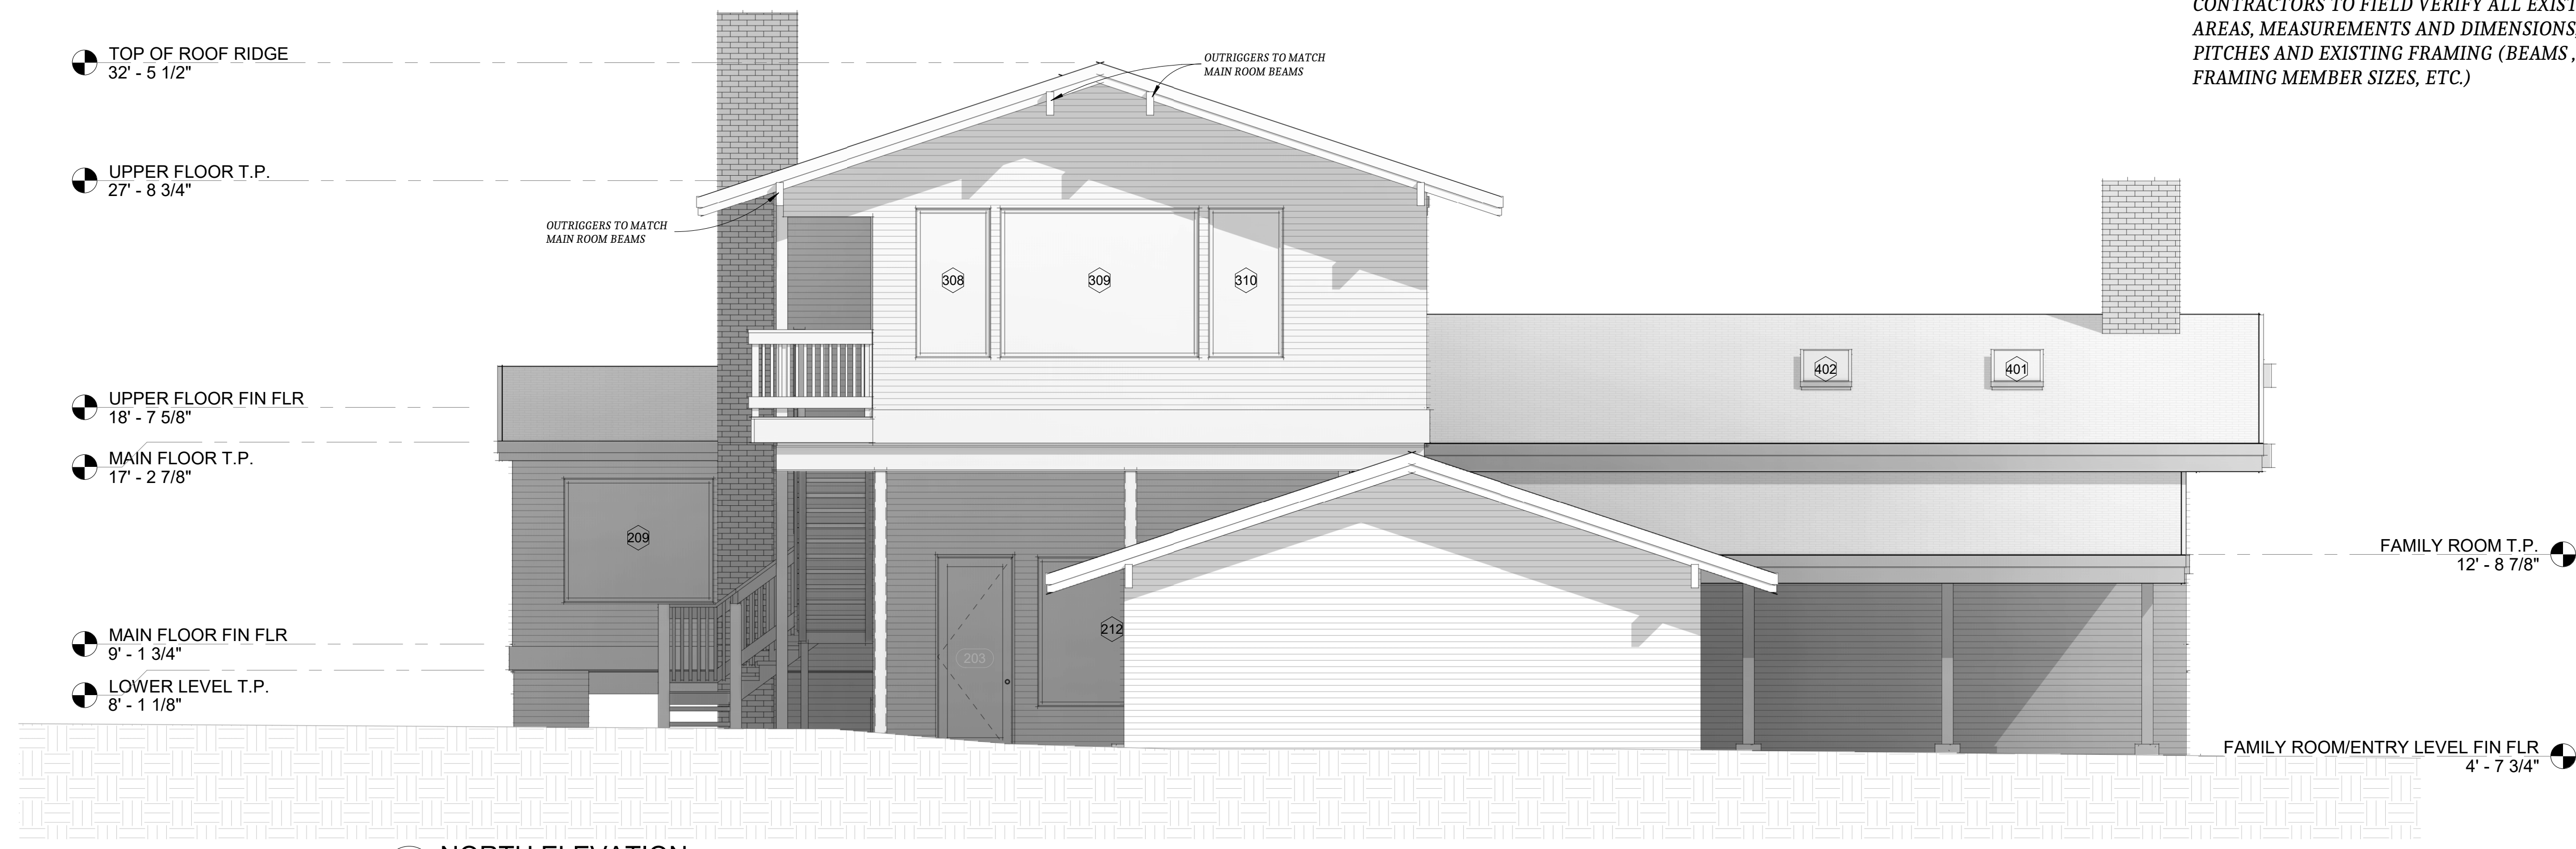 CONTRACTORS TO FIELD VERIFY ALL EXIST
AREAS, MEASUREMENTS AND DIMENSIONS,
PITCHES AND EXISTING FRAMING (BEAMS ,
FRAMING MEMBER SIZES, ETC.)
TOP OF ROOF RIDGE
32' - 5 1/2"
OUTRIGGERS TO MATCH
MAIN ROOM BEAMS
UPPER FLOOR T.P.
27' - 8 3/4"
OUTRIGGERS TO MATCH
MAIN ROOM BEAMS
308
309
310
402
401
UPPER FLOOR FIN FLR
18' - 7 5/8"
MAIN FLOOR T.P.
17' - 2 7/8"
209
FAMILY ROOM T.P.
12' - 8 7/8"
212
203
MAIN FLOOR FIN FLR
9' - 1 3/4"
LOWER LEVEL T.P.
8' - 1 1/8"
FAMILY ROOM/ENTRY LEVEL FIN FLR
4' - 7 3/4"
NORTH ELEVATION